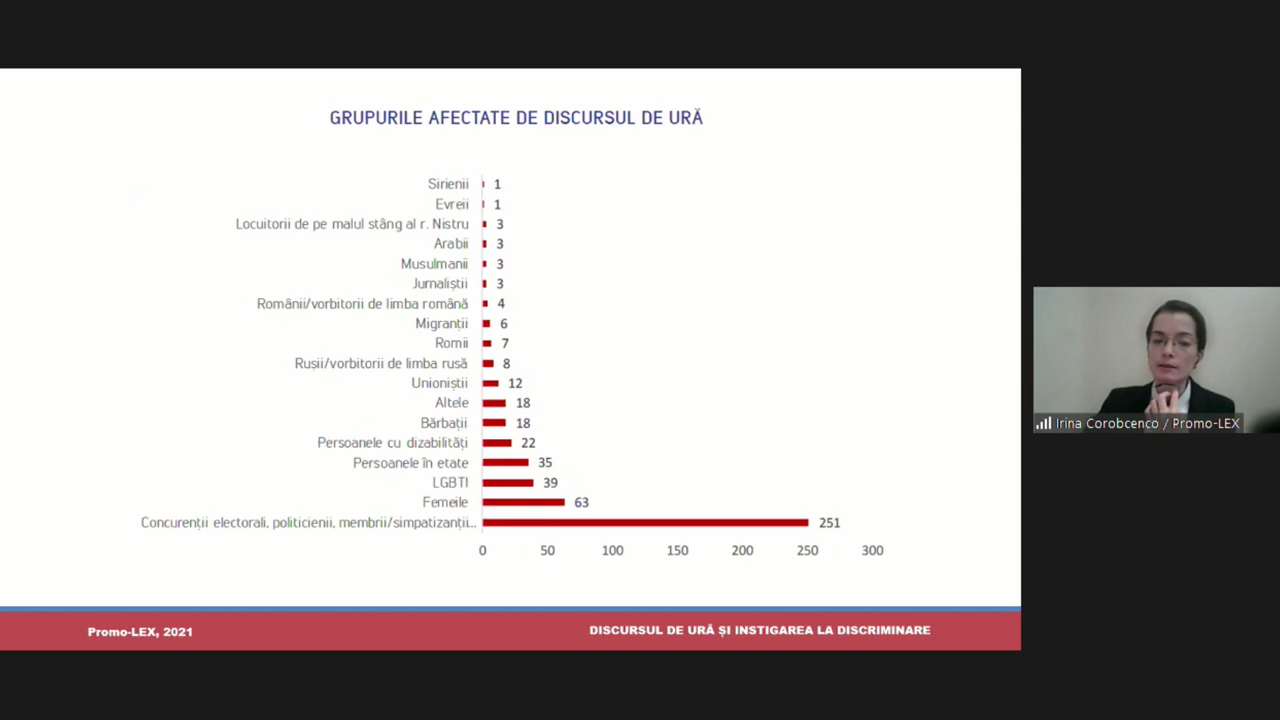 GRUPURILE AFECTATE DE DISCURSUL DE URĂ
Sirienii 1
Evreii 1
Locuitorii de pe malul stâng al r. Nistru 3
Arabii 3
Musulmanii 3
Jurnaliștii 3
Românii/vorbitorii de limba română 4
Migranții 6
Romii 7
Rușii/vorbitorii de limba rusă 8
Unioniștii 12
Altele 18
Bărbații 18
Persoanele cu dizabilități 22
Persoanele în etate 35
LGBTI 39
Femeile 63
Concurenții electorali, politicienii, membrii/simpatizanții... 251
0 50 100 150 200 250 300
Promo-LEX, 2021
DISCURSUL DE URĂ ȘI INSTIGAREA LA DISCRIMINARE
Irina Corobcenco / Promo-LEX